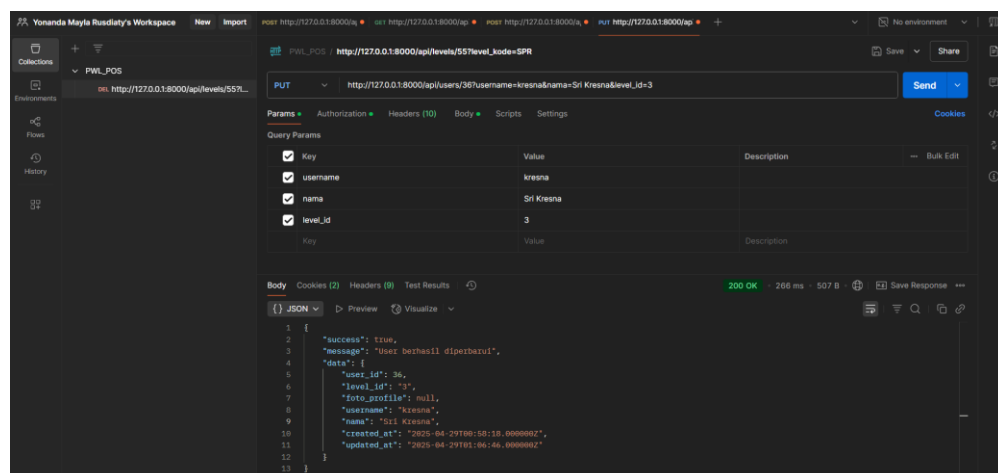 Yonanda Mayla Rusdiaty's Workspace New Import POST http://127.0.0.1:8000/a GET http://127.0.0.1:8000/ap POST http://127.0.0.1:8000/a PUT http://127.0.0.1:8000/ap + No environment
Collections
Environments
Flows
History
+
PWL_POS
DEL http://127.0.0.1:8000/api/levels/55?l...
PWL_POS / http://127.0.0.1:8000/api/levels/55?level_kode=SPR Save Share
PUT http://127.0.0.1:8000/api/users/36?username=kresna&nama=Sri Kresna&level_id=3 Send
Params Authorization Headers (10) Body Scripts Settings Cookies
Query Params
Key Value Description ... Bulk Edit
username kresna
nama Sri Kresna
level_id 3
Key Value Description
Body Cookies (2) Headers (9) Test Results 200 OK 266 ms 507 B Save Response ...
{} JSON Preview Visualize
1 {
2 "success": true,
3 "message": "User berhasil diperbarui",
4 "data": {
5 "user_id": 36,
6 "level_id": "3",
7 "foto_profile": null,
8 "username": "kresna",
9 "nama": "Sri Kresna",
10 "created_at": "2025-04-29T00:58:18.000000Z",
11 "updated_at": "2025-04-29T01:06:46.000000Z"
12 }
13 }